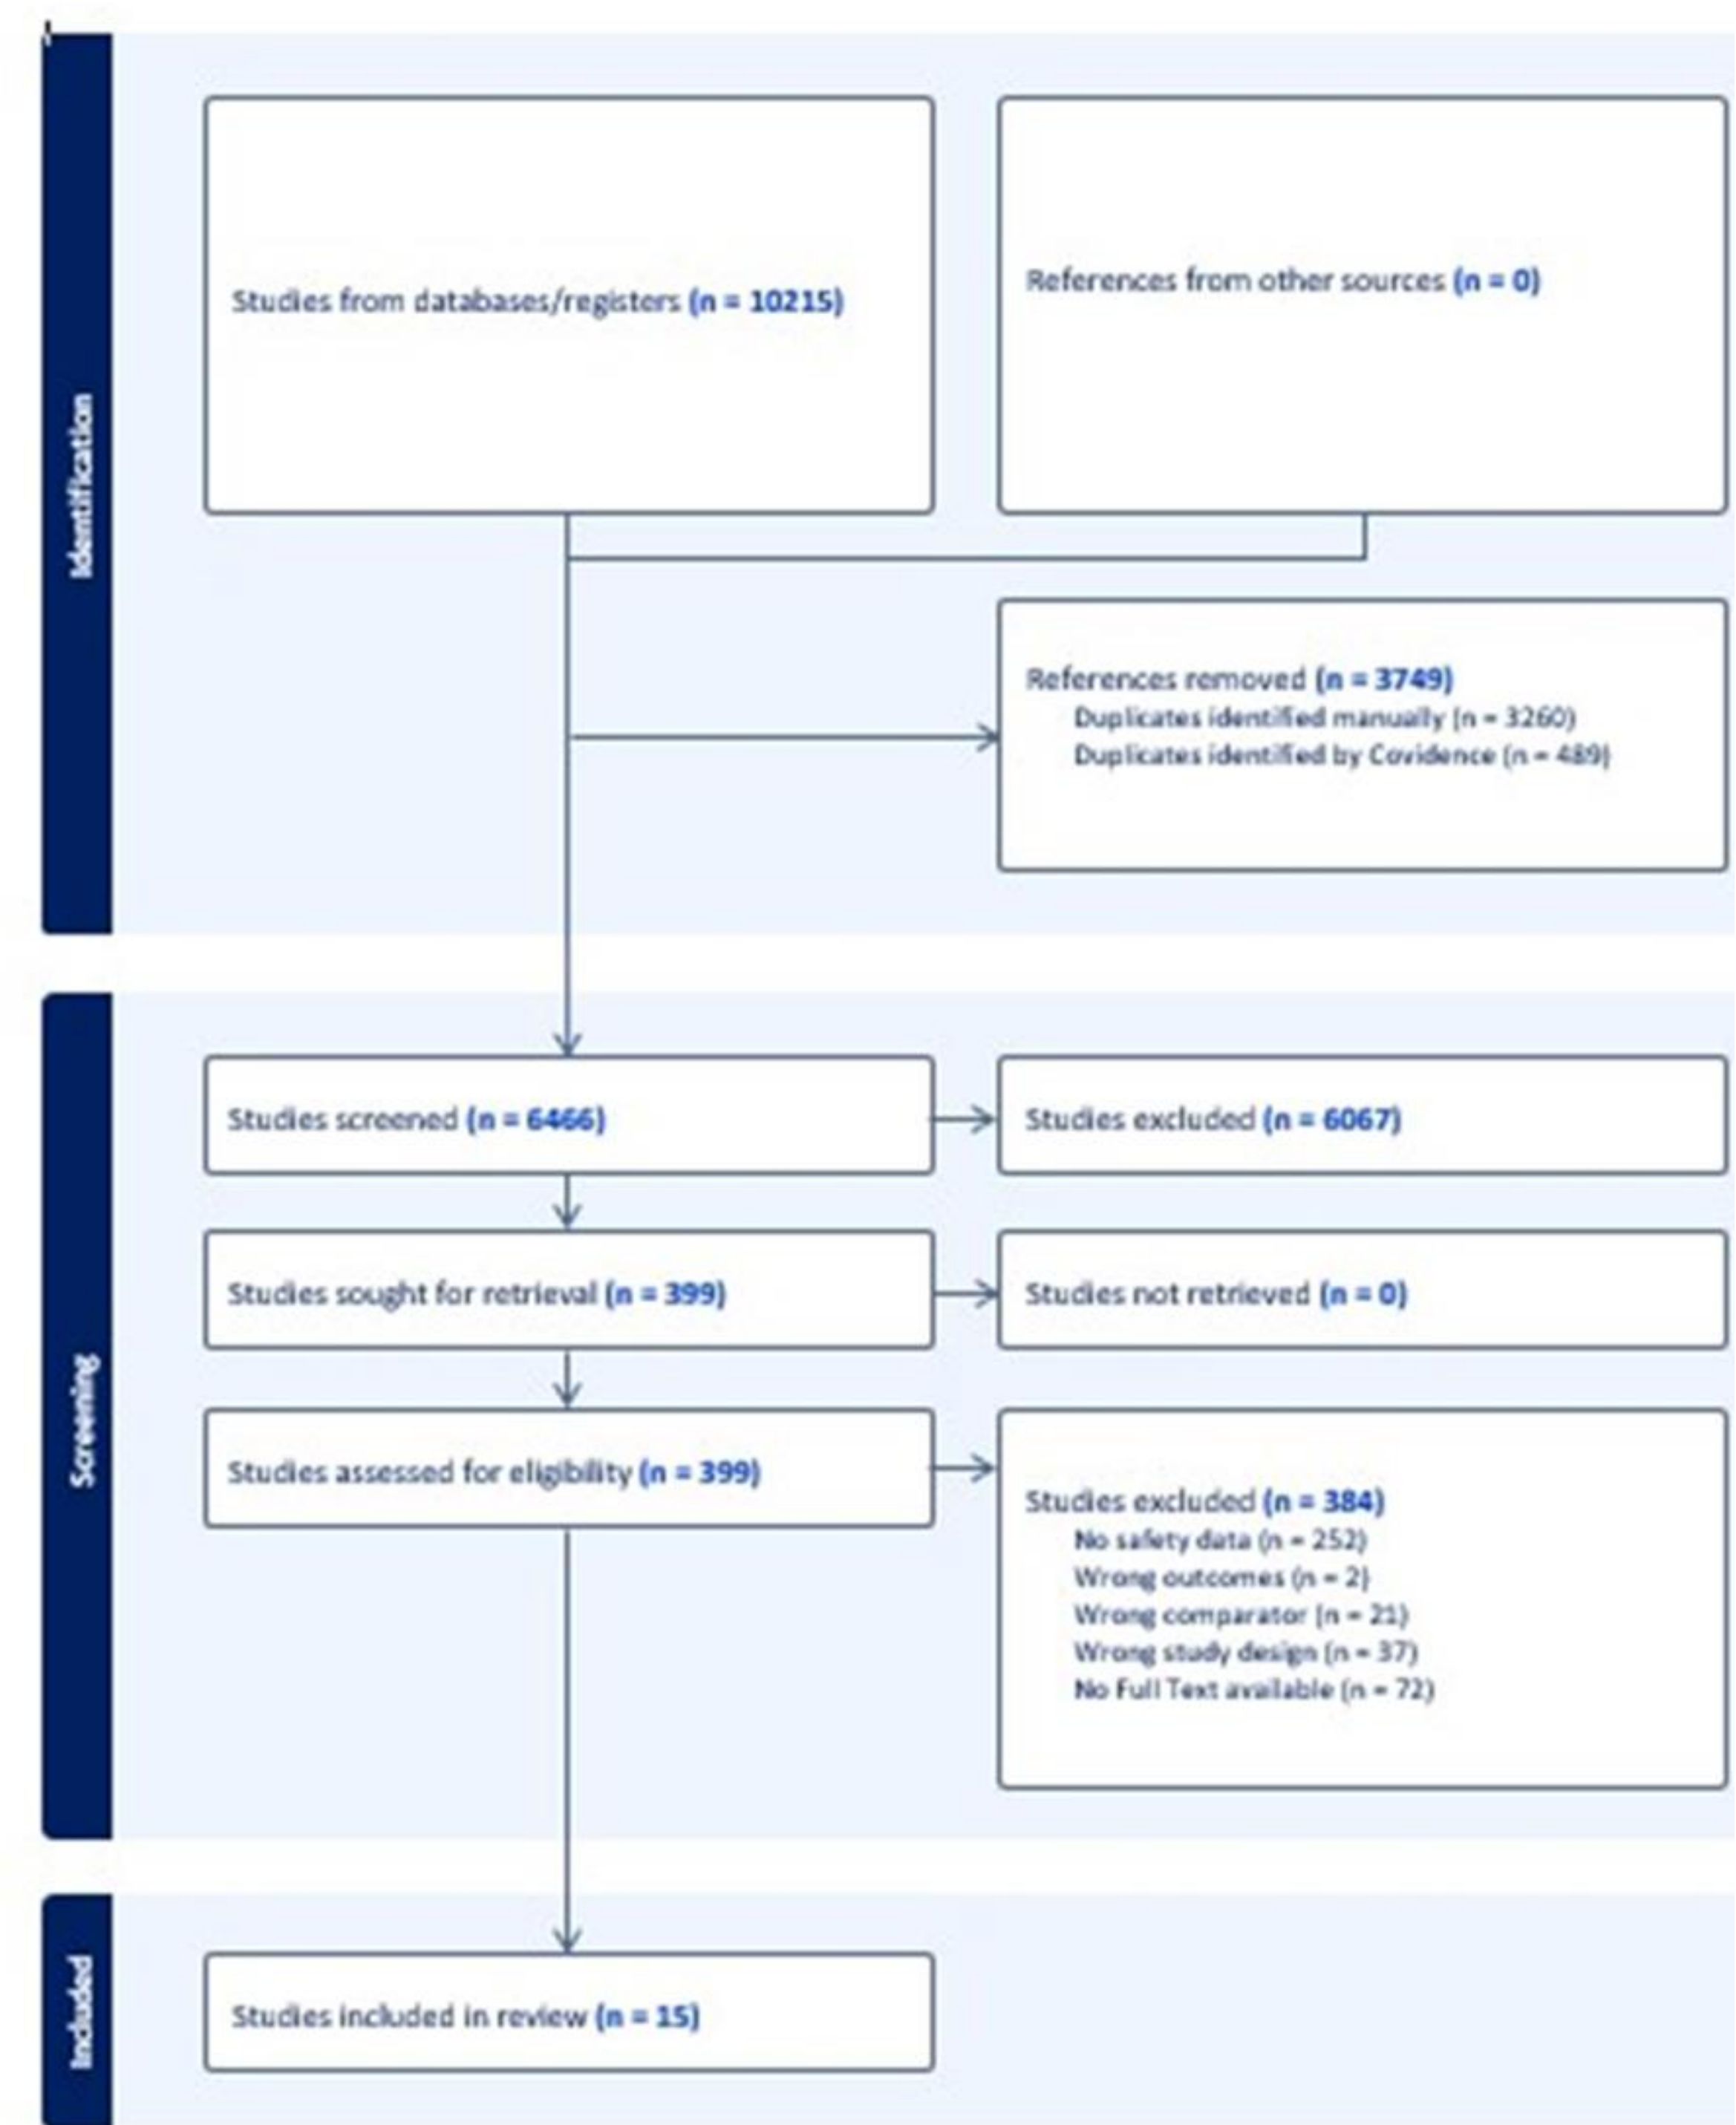 Identification
Studies from databases/registers (n = 10215)
References from other sources (n = 0)
References removed (n = 3749)
Duplicates identified manually (n = 3260)
Duplicates identified by Covidence (n = 489)
Screening
Studies screened (n = 6466)
Studies excluded (n = 6067)
Studies sought for retrieval (n = 399)
Studies not retrieved (n = 0)
Studies assessed for eligibility (n = 399)
Studies excluded (n = 384)
No safety data (n = 252)
Wrong outcomes (n = 2)
Wrong comparator (n = 21)
Wrong study design (n = 37)
No Full Text available (n = 72)
Included
Studies included in review (n = 15)